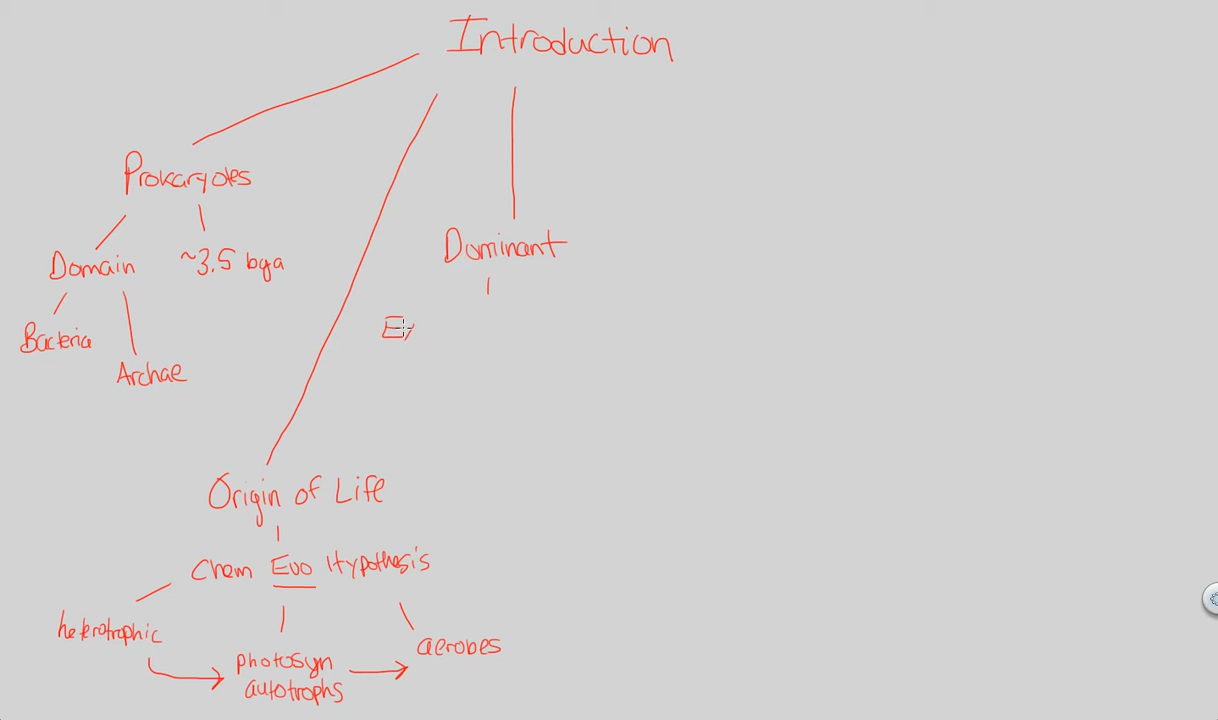 Introduction
Prokaryotes
Domain
~3.5 bya
Dominant
Bacteria
Archae
Origin of Life
Chem Evo Hypothesis
heterotrophic
photosyn
autotrophs
aerobes